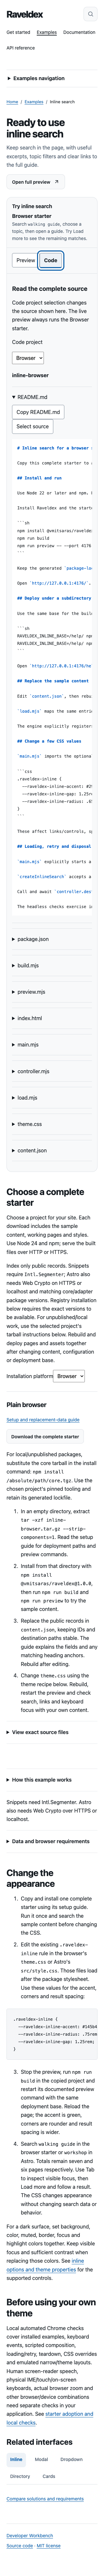 Raveldex
Get started Examples Documentation
API reference
Examples navigation
Home / Examples / Inline search
Ready to use
inline search
Keep search in the page, with useful
excerpts, topic filters and clear links to
the full guide.
Open full preview ↗
Try inline search
Browser starter
Search walking guide, choose a
topic, then open or copy a reply. Turn
more to see the remaining matches.
Preview Code
Read the complete source
Code project selection changes
the source shown here. The live
preview always runs the Browser
starter.
Code project
Browser
inline-browser
README.md
Copy README.md
Select source
# Inline search for a browser
Copy this complete starter to
## Install and run
Use Node 22 or later and npm.
Install Raveldex and the start
```sh
npm install @vmitsaras/raveldex
npm run build
npm run preview -- --port 4176
```
Keep the generated `package-lo
Open `http://127.0.0.1:4176/`.
## Deploy under a subdirectory
Use the same base for the buil
```sh
RAVELDEX_INLINE_BASE=/help/ npm
RAVELDEX_INLINE_BASE=/help/ npm
```
Open `http://127.0.0.1:4176/he
## Replace the sample content
Edit `content.json`, then rebu
`load.mjs` maps the same entri
The engine explicitly register
## Change a few CSS values
`main.mjs` imports the options
```css
.raveldex-inline {
--raveldex-inline-accent: #2
--raveldex-inline-radius: .6
--raveldex-inline-gap: 1.5re
}
```
These affect links/controls, s
## Loading, retry and disposal
`main.mjs` explicitly starts a
`createInlineSearch` accepts a
Call and await `controller.des
The headless checks exercise j
package.json
build.mjs
preview.mjs
index.html
main.mjs
controller.mjs
load.mjs
theme.css
content.json
Choose a complete
starter
Choose a project for your site. Each
download includes the sample
content, working pages and styles.
Use Node 24 and npm; serve the built
files over HTTP or HTTPS.
Index only public records. Snippets
require Intl.Segmenter; Astro also
needs Web Crypto on HTTPS or
localhost and matching core/adapter
package versions. Registry installation
does not pin your browser versions.
For unpublished/local work, use the
selected project's tarball instructions
below. Rebuild and deploy pages and
index together after changing content,
configuration or deployment base.
Installation platform Browser
Plain browser
Setup and replacement-data guide
Download the complete starter
For local/unpublished packages,
substitute the core tarball in the initial
command: npm install
/absolute/path/core.tgz. Use
the chosen project's pinned tooling and
retain its generated lockfile.
1. In an empty directory, extract
tar -xzf inline-
browser.tar.gz --strip-
components=1. Read the setup
guide for deployment paths and
preview commands.
2. Install from that directory with
npm install
@vmitsaras/raveldex@1.0.0,
then run npm run build and
npm run preview to try the
sample content.
3. Replace the public records in
content.json, keeping IDs and
destination paths stable. The
guide explains the fields and any
heading anchors needing
Rebuild after editing.
4. Change theme.css using the
theme recipe below. Rebuild,
restart the preview and check
search, links and keyboard
focus with your own content.
View exact source files
How this example works
Snippets need Intl.Segmenter. Astro
also needs Web Crypto over HTTPS or
localhost.
Data and browser requirements
Change the
appearance
1. Copy and install one complete
starter using its setup guide.
Run it once and search the
sample content before changing
the CSS.
2. Edit the existing .raveldex-
inline rule in the browser's
theme.css or Astro's
src/style.css. Those files load
after the package stylesheet.
Use these values to change the
accent, corners and spacing:
.raveldex-inline {
--raveldex-inline-accent: #145b4
--raveldex-inline-radius: .75rem
--raveldex-inline-gap: 1.25rem;
}
3. Stop the preview, run npm run
build in the copied project and
restart its documented preview
command. Reload the page; the
accent is green, corners are
rounder and result spacing is
wider.
4. Search walking guide in the
browser starter or walking shop in
Astro. Totals remain seven and
six pages respectively. Use Tab
to inspect visible focus, then
Load more and follow a result.
The CSS change appearance
without changing search data or
behavior.
For a dark surface, set background,
color, muted, border, focus and
highlight colors together. Keep visible
focus and sufficient contrast when
replacing those colors. See inline
options and theme properties for the
supported controls.
Before using your own
theme
Local automated Chrome checks
cover installed examples, keyboard
events, scripted composition,
loading/retry, teardown, CSS overrides
and emulated narrow/theme layouts.
Human screen-reader speech,
physical IME/touch/on-screen
keyboards, actual browser zoom and
other browser/device combinations
need separate checks in your
application. See starter adoption and
local checks.
Related interfaces
Inline Modal Dropdown
Directory Cards
Compare solutions and requirements
Developer Workbench
Source code · MIT license